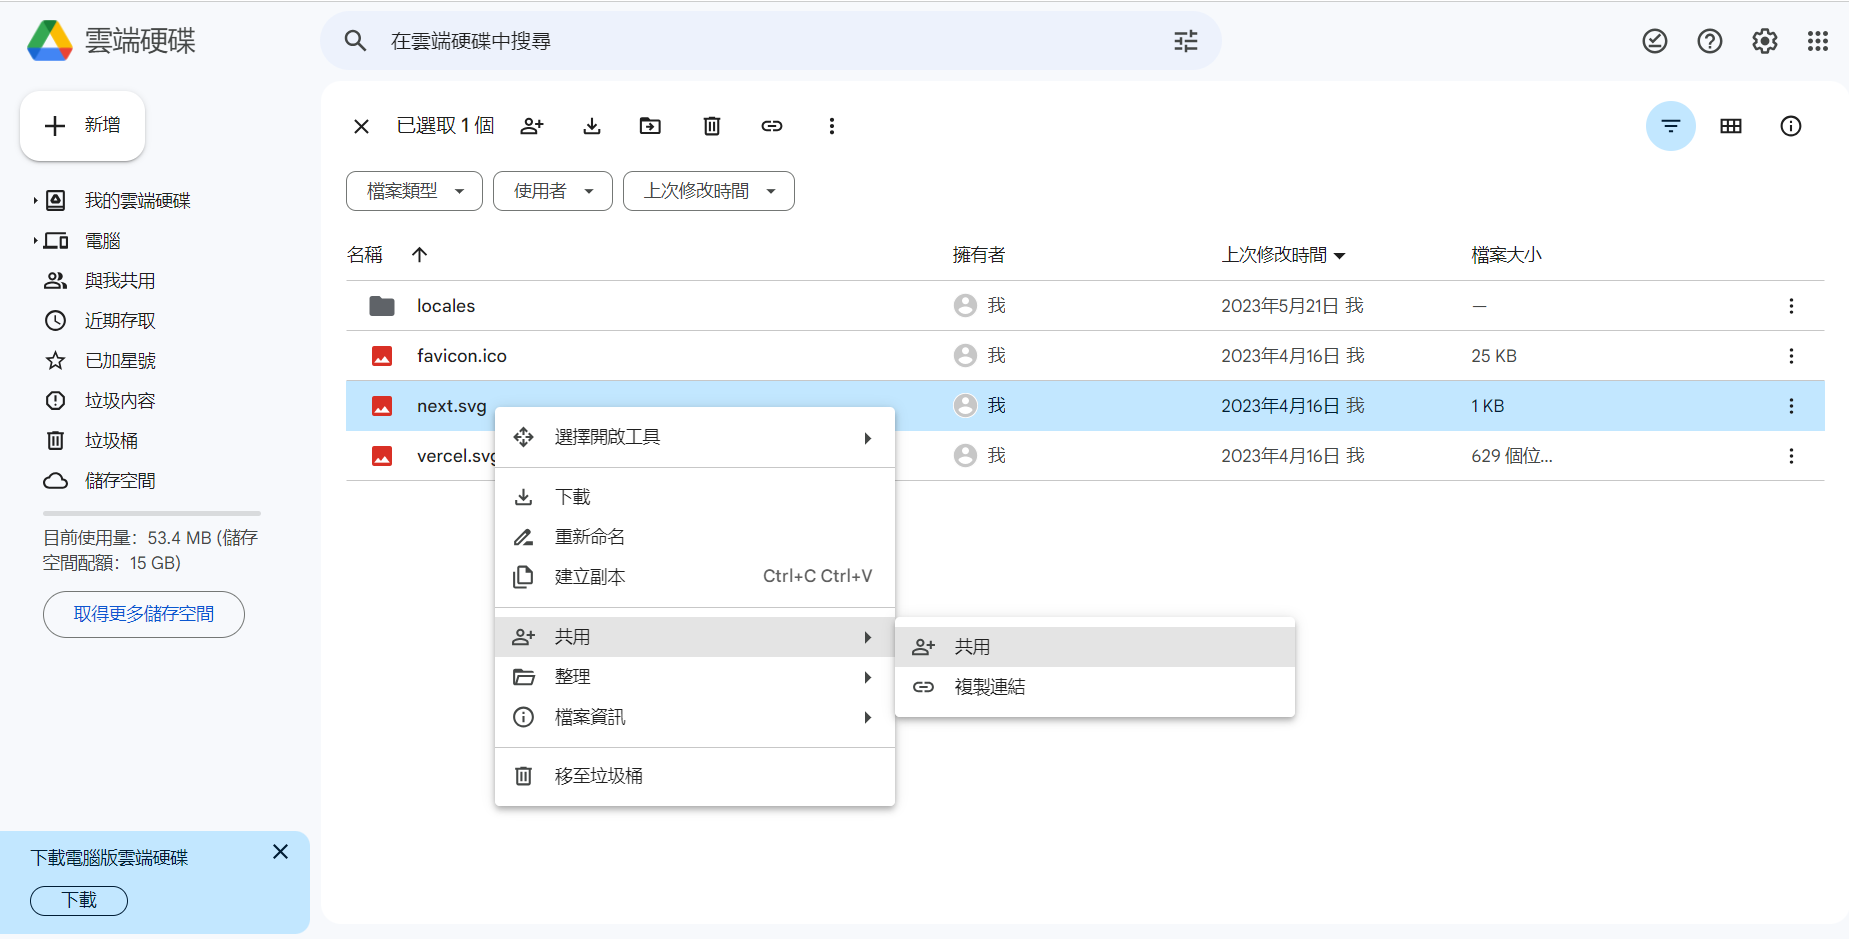 雲端硬碟
在雲端硬碟中搜尋
新增
我的雲端硬碟
電腦
與我共用
近期存取
已加星號
垃圾內容
垃圾桶
儲存空間
目前使用量：53.4 MB (儲存
空間配額：15 GB)
取得更多儲存空間
下載電腦版雲端硬碟
下載
已選取 1 個
檔案類型
使用者
上次修改時間
名稱 擁有者 上次修改時間 檔案大小
locales 我 2023年5月21日 我 —
favicon.ico 我 2023年4月16日 我 25 KB
next.svg 我 2023年4月16日 我 1 KB
vercel.svg 我 2023年4月16日 我 629 個位...
選擇開啟工具
下載
重新命名
建立副本 Ctrl+C Ctrl+V
共用
整理
檔案資訊
移至垃圾桶
共用
複製連結